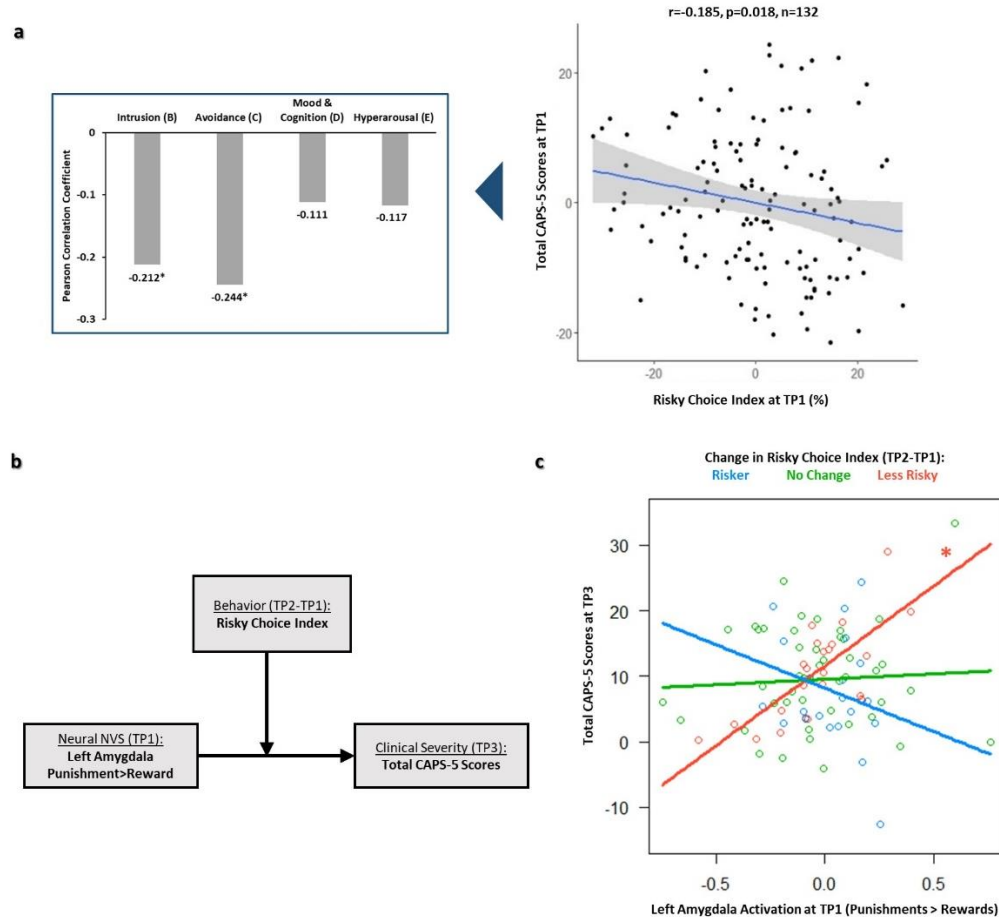 a
Intrusion (B)
Avoidance (C)
Mood &
Cognition (D)
Hyperarousal (E)
0
-0.1
-0.2
-0.3
Pearson Correlation Coefficient
-0.212*
-0.244*
-0.111
-0.117
r=-0.185, p=0.018, n=132
Total CAPS-5 Scores at TP1
20
0
-20
-20
0
20
Risky Choice Index at TP1 (%)
b
Behavior (TP2-TP1):
Risky Choice Index
Neural NVS (TP1):
Left Amygdala
Punishment>Reward
Clinical Severity (TP3):
Total CAPS-5 Scores
c
Change in Risky Choice Index (TP2-TP1):
Risker No Change Less Risky
Total CAPS-5 Scores at TP3
30
20
10
0
-10
*
-0.5
0.0
0.5
Left Amygdala Activation at TP1 (Punishments > Rewards)